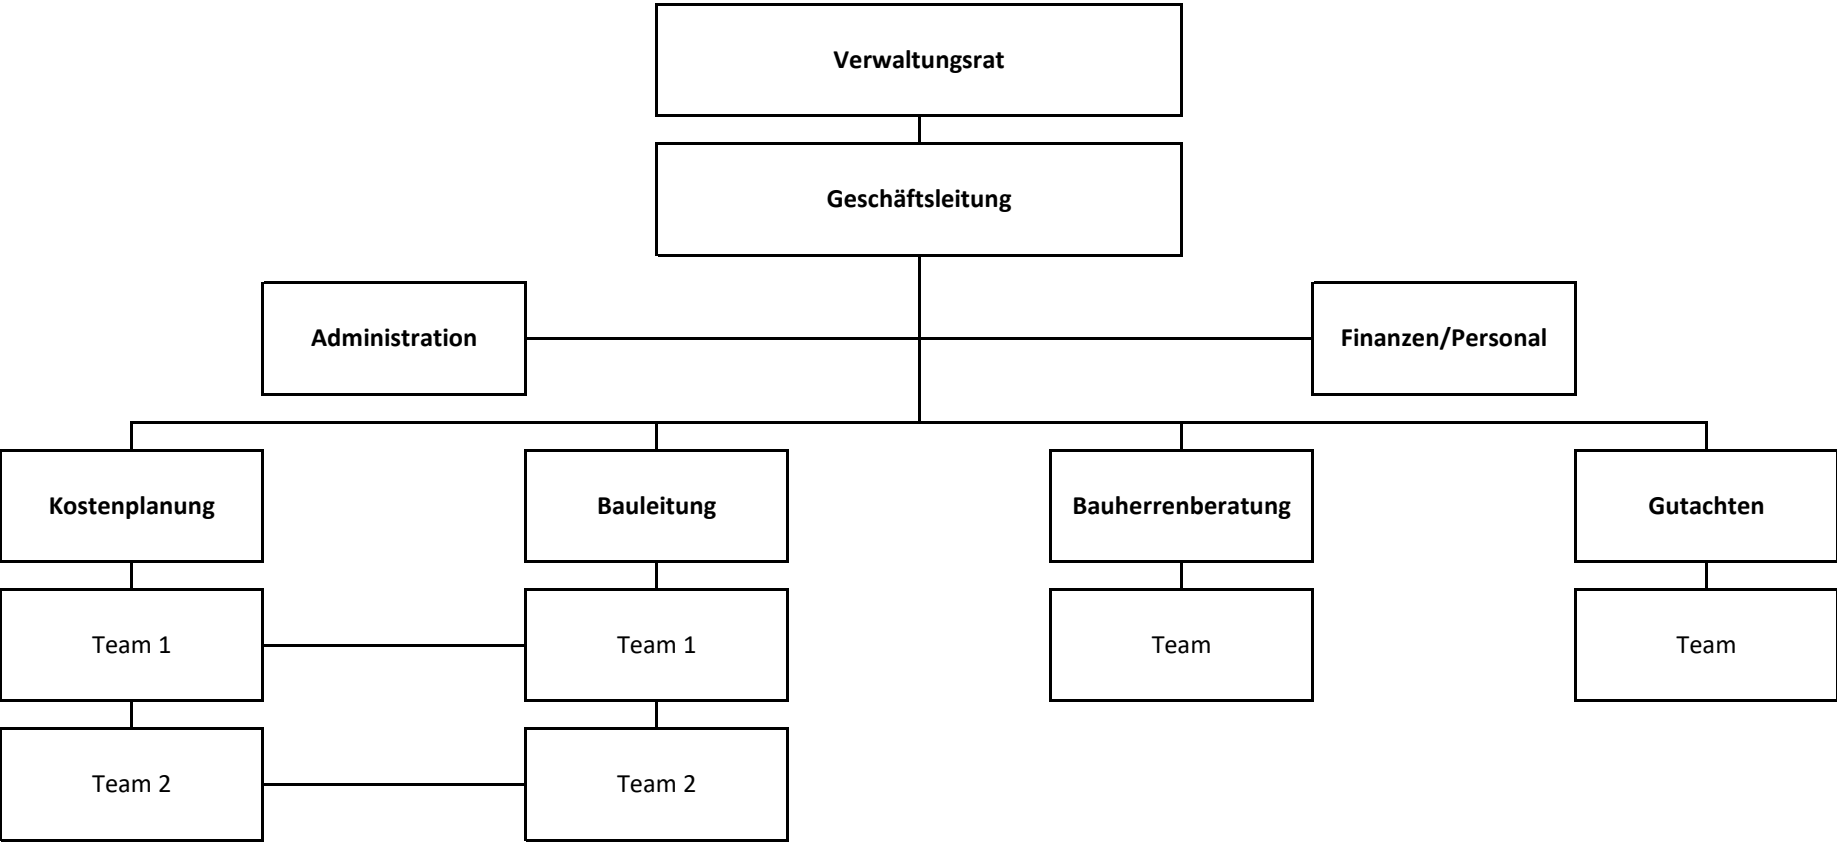 Verwaltungsrat
Geschäftsleitung
Administration
Finanzen/Personal
Kostenplanung
Bauleitung
Bauherrenberatung
Gutachten
Team 1
Team 1
Team
Team
Team 2
Team 2